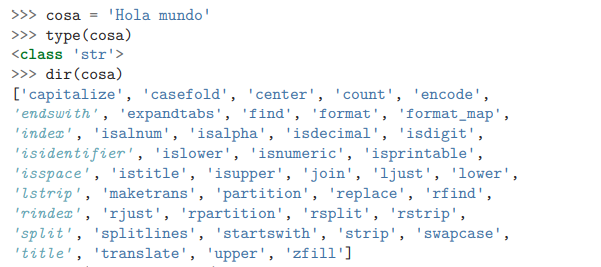 >>> cosa = 'Hola mundo'
>>> type(cosa)
<class 'str'>
>>> dir(cosa)
['capitalize', 'casefold', 'center', 'count', 'encode',
'endswith', 'expandtabs', 'find', 'format', 'format_map',
'index', 'isalnum', 'isalpha', 'isdecimal', 'isdigit',
'isidentifier', 'islower', 'isnumeric', 'isprintable',
'isspace', 'istitle', 'isupper', 'join', 'ljust', 'lower',
'lstrip', 'maketrans', 'partition', 'replace', 'rfind',
'rindex', 'rjust', 'rpartition', 'rsplit', 'rstrip',
'split', 'splitlines', 'startswith', 'strip', 'swapcase',
'title', 'translate', 'upper', 'zfill']